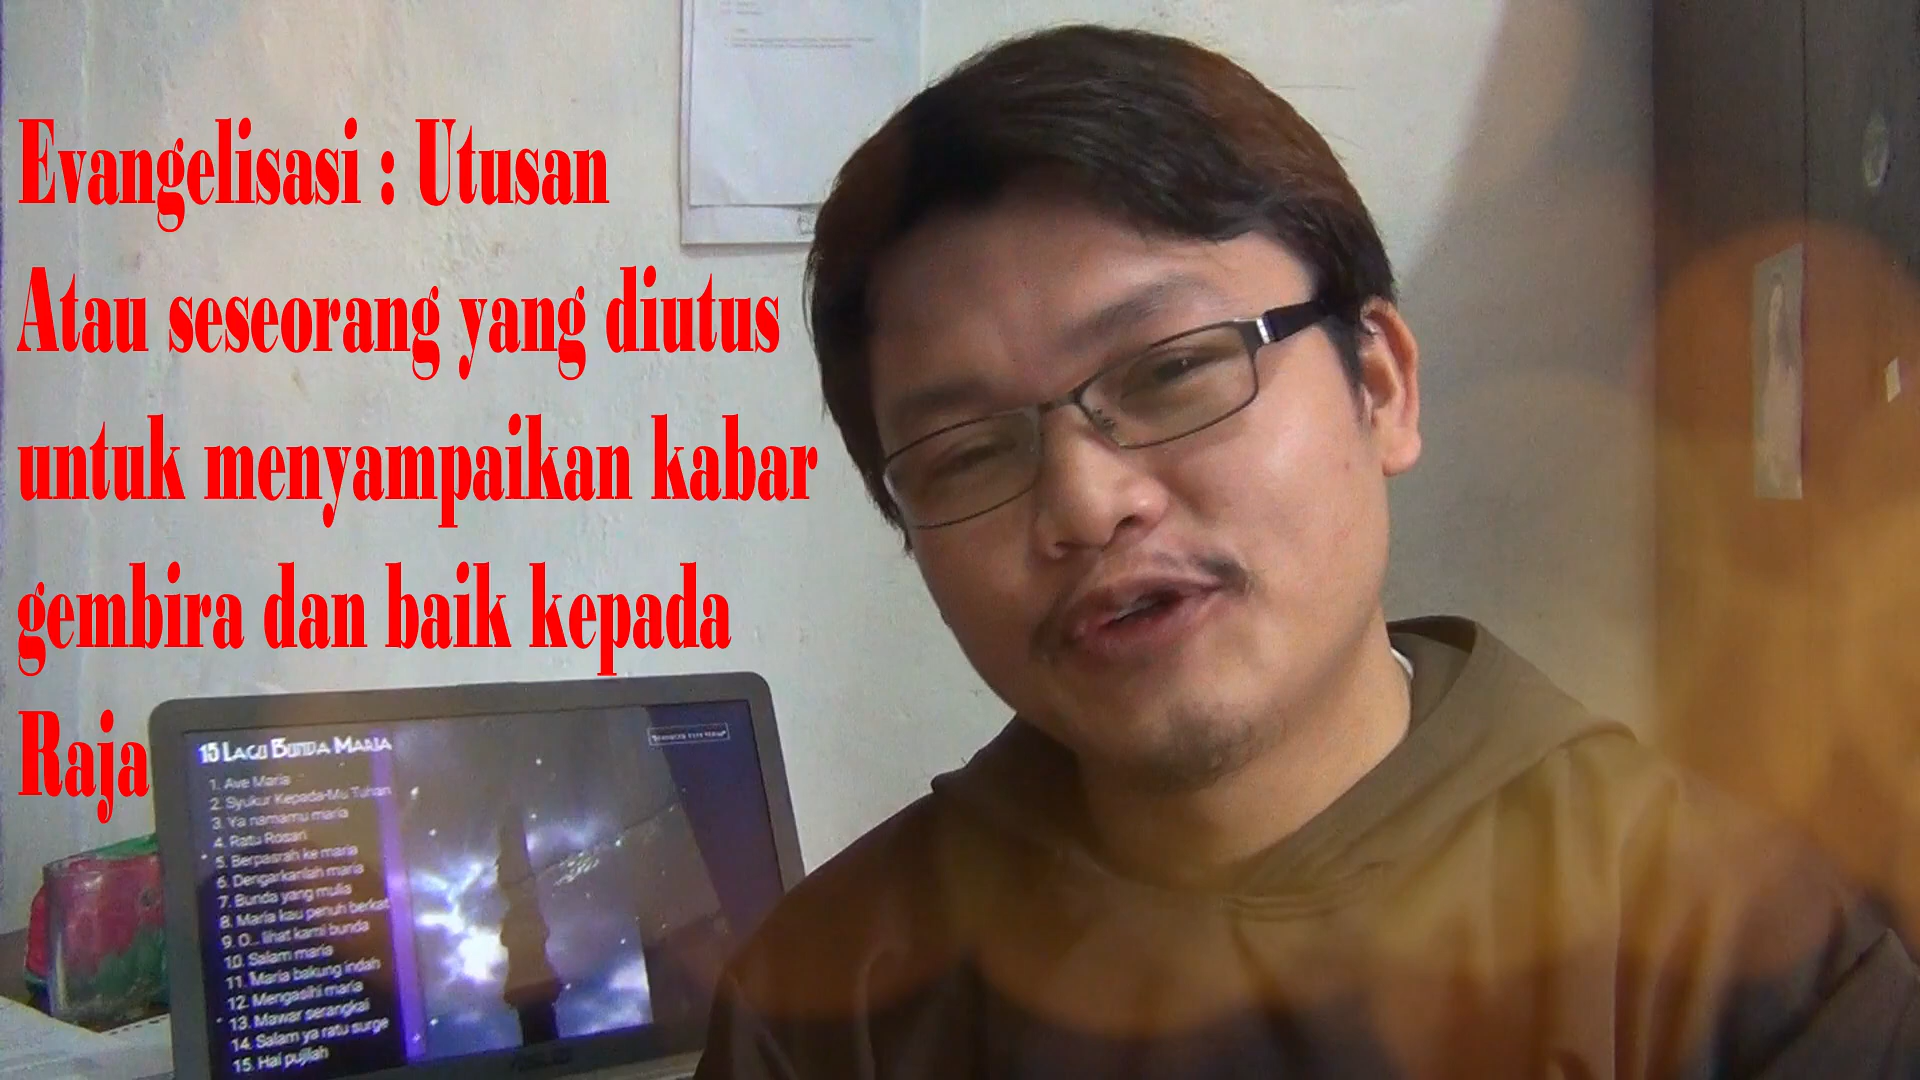 Evangelisasi : Utusan
Atau seseorang yang diutus
untuk menyampaikan kabar
gembira dan baik kepada
Raja
15 Lagu Bunda Maria
1. Ave Maria
2. Syukur Kepada-Mu Tuhan
3. Ya namamu maria
4. Ratu Rosari
5. Berpasrah ke maria
6. Dengarkanlah maria
7. Bunda yang mulia
8. Maria kau penuh berkat
9. O... lihat kami bunda
10. Salam maria
11. Maria bakung indah
12. Mengasihi maria
13. Mawar serangkai
14. Salam ya ratu surge
15. Hai pujilah